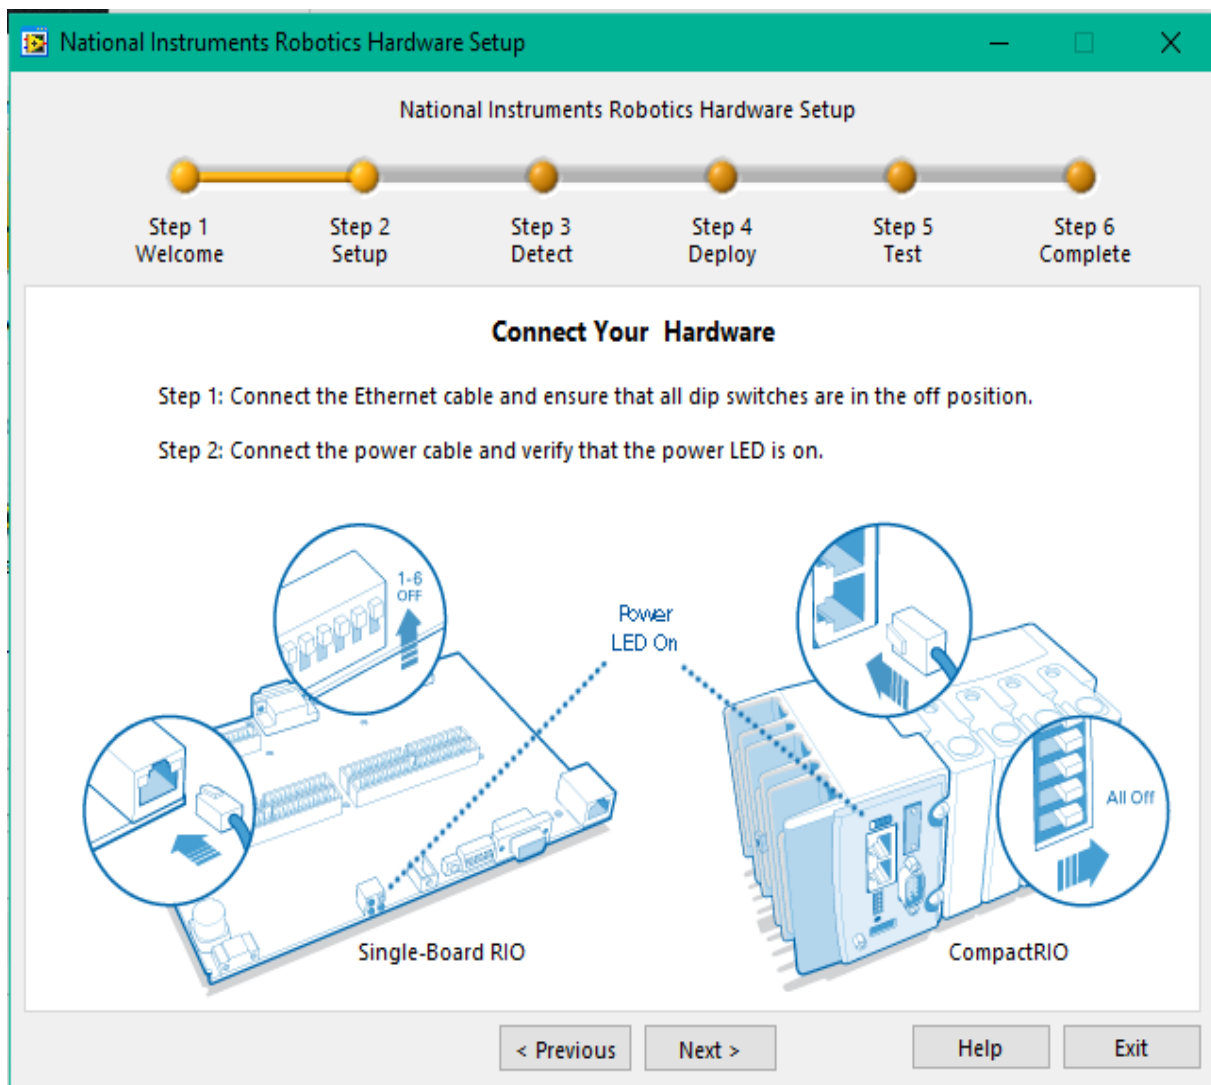 National Instruments Robotics Hardware Setup
National Instruments Robotics Hardware Setup
Step 1 Step 2 Step 3 Step 4 Step 5 Step 6
Welcome Setup Detect Deploy Test Complete
Connect Your Hardware
Step 1: Connect the Ethernet cable and ensure that all dip switches are in the off position.
Step 2: Connect the power cable and verify that the power LED is on.
1-6
OFF
Power
LED On
All Off
Single-Board RIO
CompactRIO
< Previous Next > Help Exit